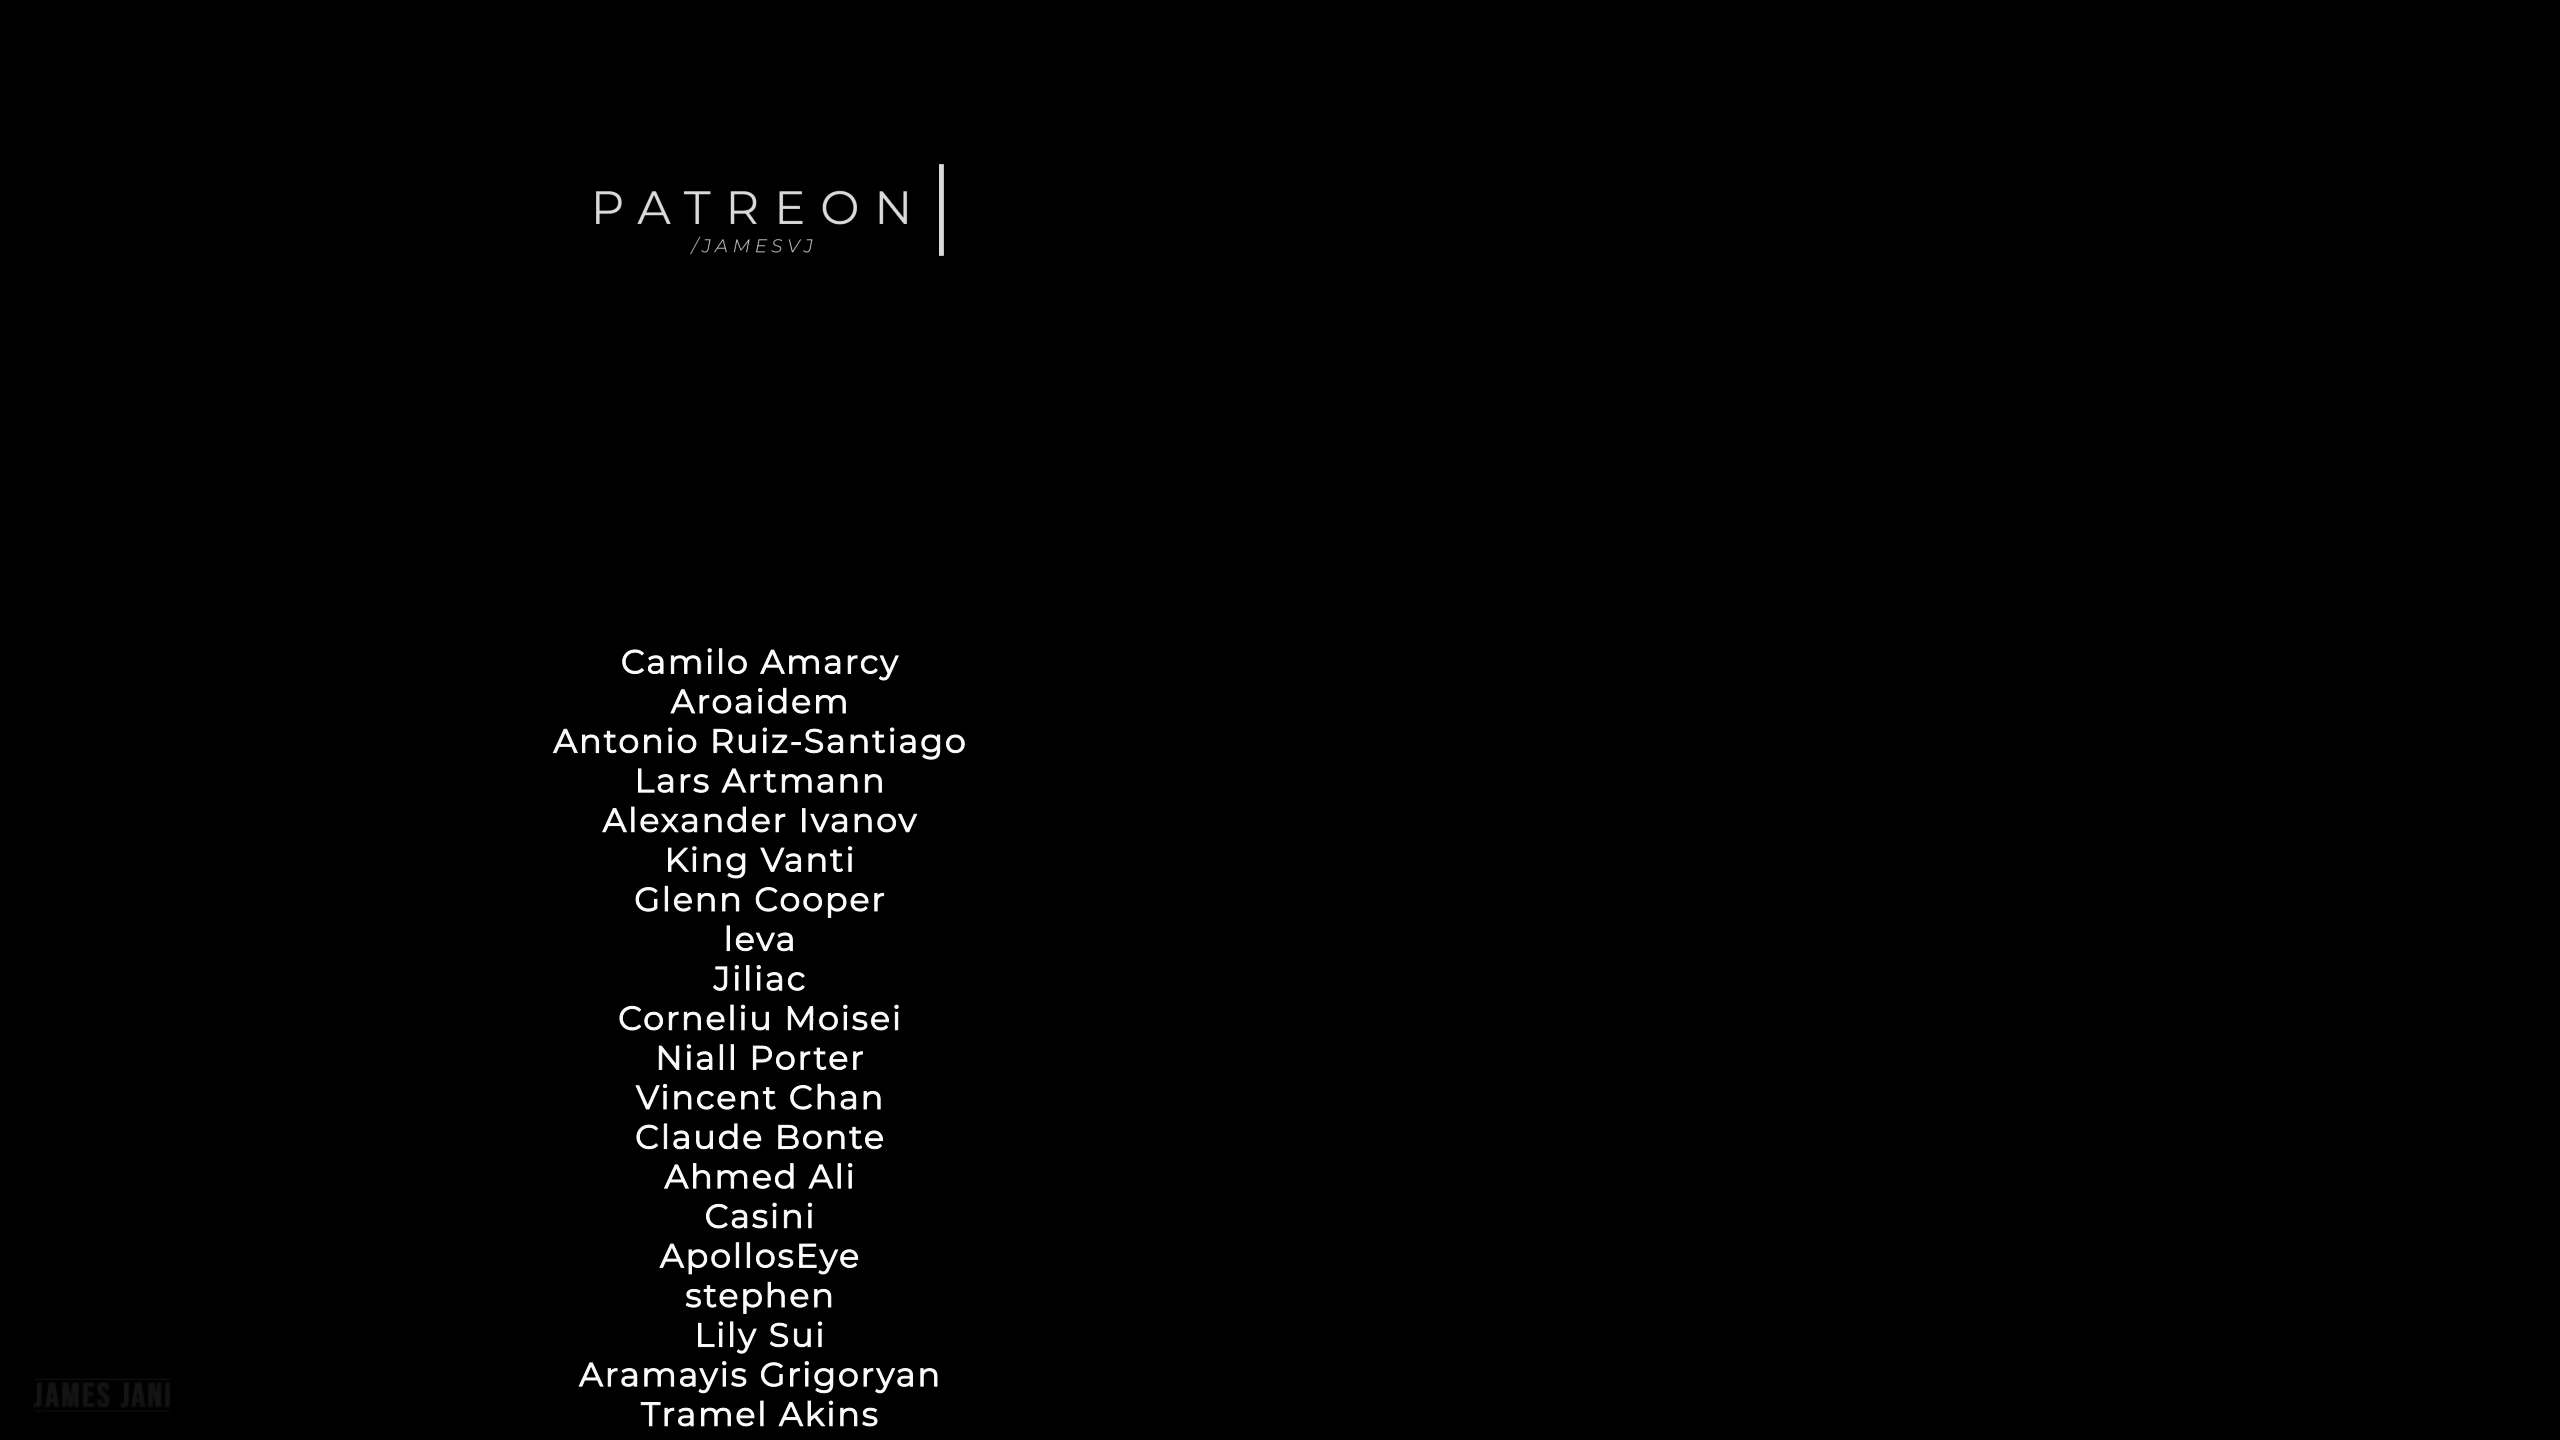 PATREON
/JAMESVJ
Camilo Amarcy
Aroaidem
Antonio Ruiz-Santiago
Lars Artmann
Alexander Ivanov
King Vanti
Glenn Cooper
Ieva
Jiliac
Corneliu Moisei
Niall Porter
Vincent Chan
Claude Bonte
Ahmed Ali
Casini
ApollosEye
stephen
Lily Sui
Aramayis Grigoryan
Tramel Akins
JAMES JANI